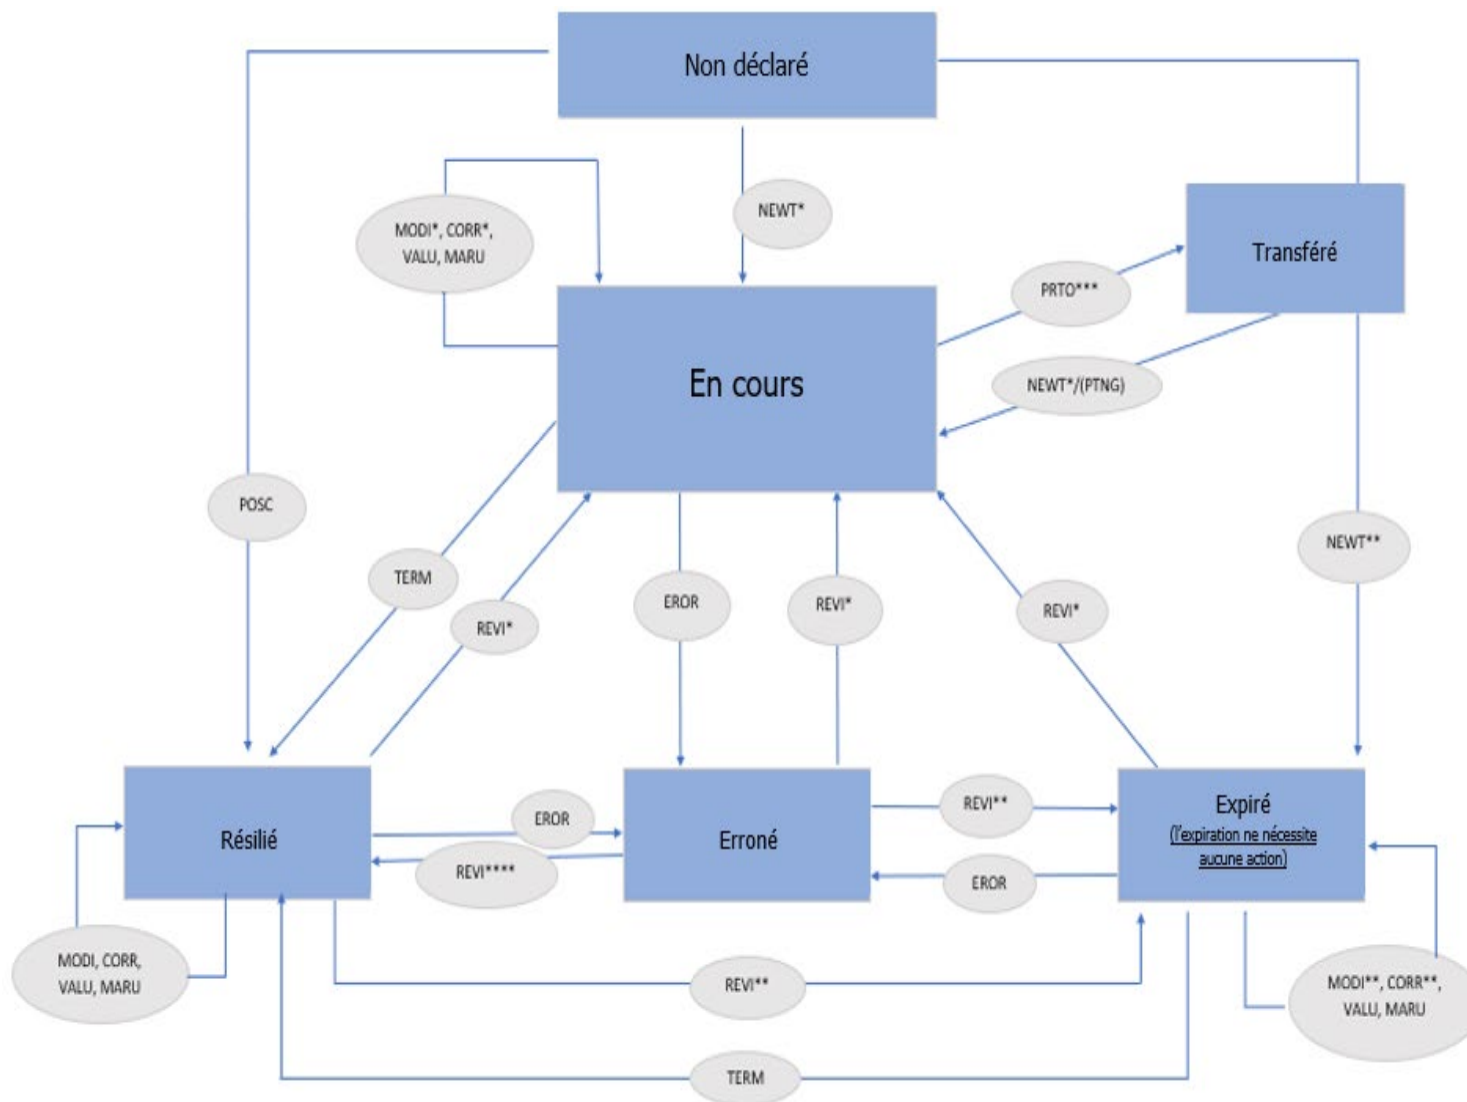 Non déclaré
NEWT*
MODI*, CORR*,
VALU, MARU
Transféré
PRTO***
En cours
NEWT*/(PTNG)
POSC
NEWT**
TERM
EROR
REVI*
REVI*
REVI*
Résilié
EROR
REVI****
Erroné
REVI**
EROR
Expiré
(l'expiration ne nécessite
aucune action)
MODI, CORR,
VALU, MARU
REVI**
MODI**, CORR**,
VALU, MARU
TERM